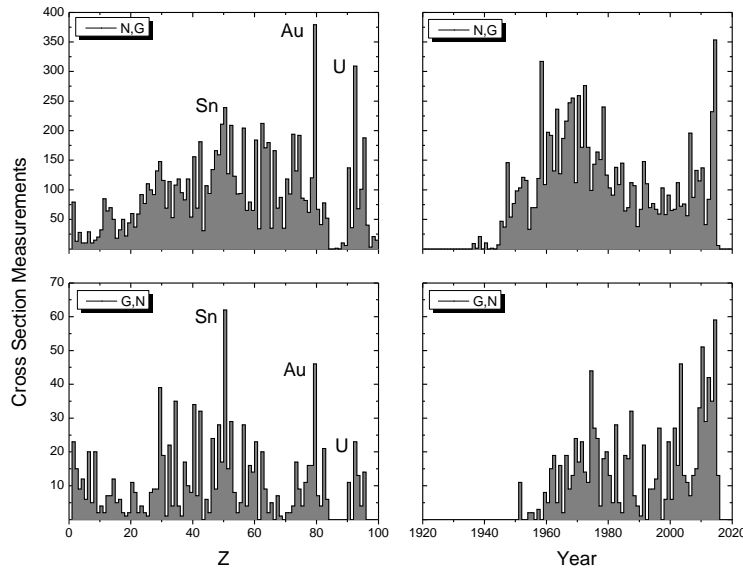 Cross Section Measurements
400
350
300
250
200
150
100
50
N,G
Sn
Au
U
N,G
70
60
50
40
30
20
10
G,N
Sn
Au
U
G,N
0 20 40 60 80 100
Z
1920 1940 1960 1980 2000 2020
Year